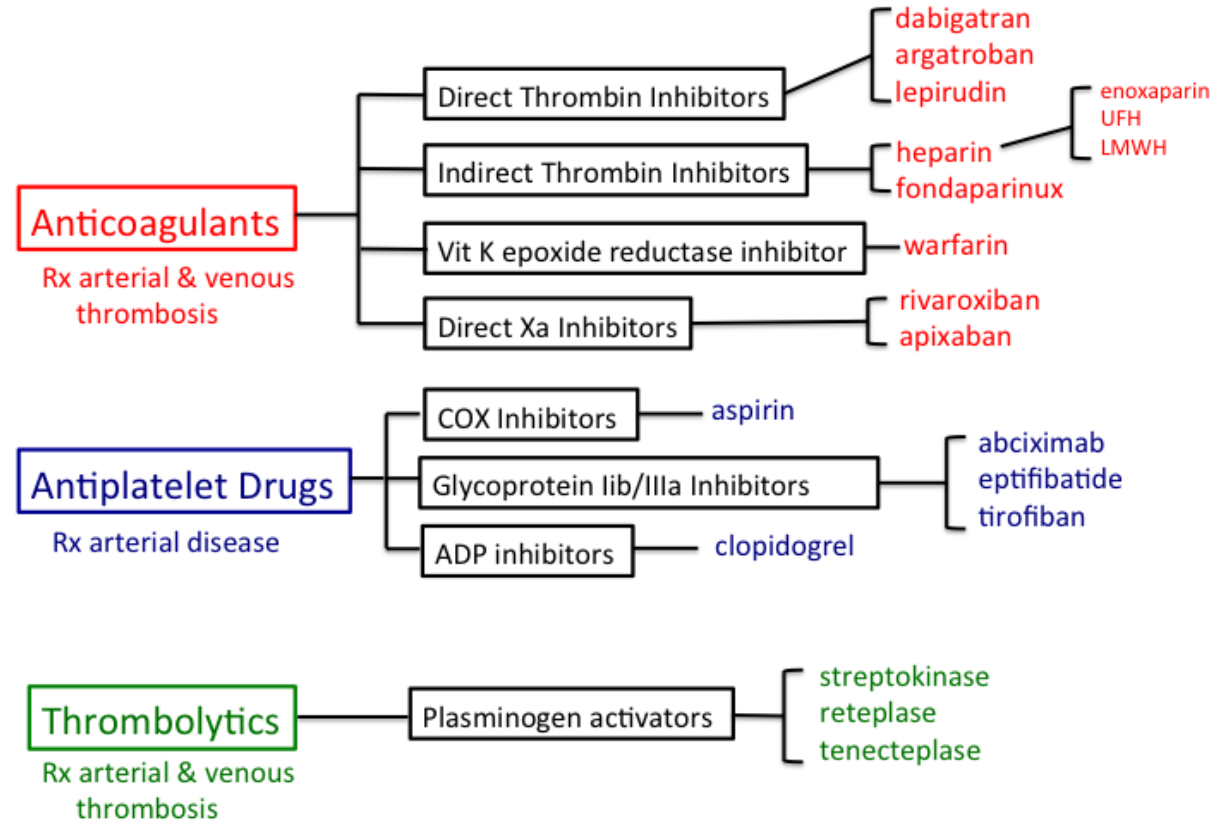 Anticoagulants
Rx arterial & venous
thrombosis
Direct Thrombin Inhibitors
dabigatran
argatroban
lepirudin
Indirect Thrombin Inhibitors
heparin
fondaparinux
enoxaparin
UFH
LMWH
Vit K epoxide reductase inhibitor
warfarin
Direct Xa Inhibitors
rivaroxiban
apixaban
Antiplatelet Drugs
Rx arterial disease
COX Inhibitors
aspirin
Glycoprotein Iib/IIIa Inhibitors
abciximab
eptifibatide
tirofiban
ADP inhibitors
clopidogrel
Thrombolytics
Rx arterial & venous
thrombosis
Plasminogen activators
streptokinase
reteplase
tenecteplase